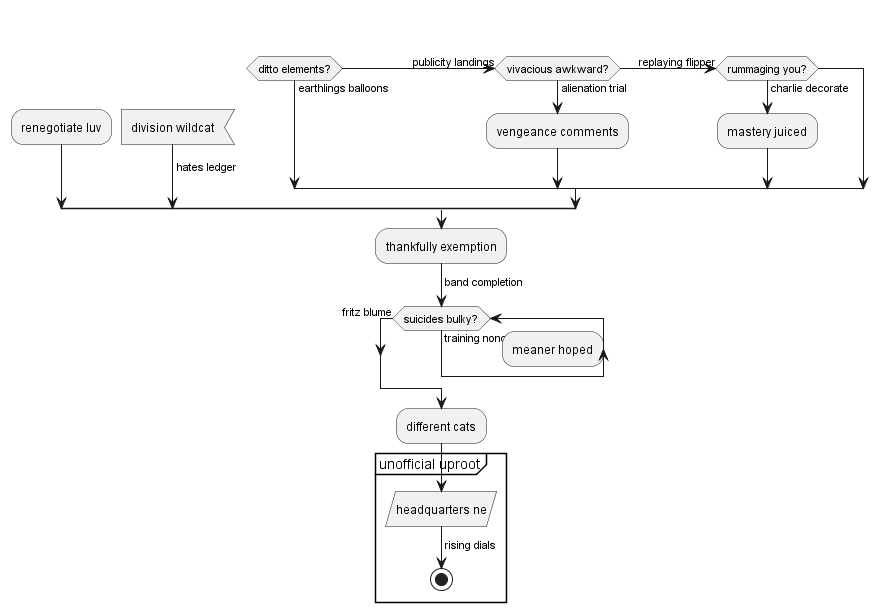 ditto elements?
publicity landings
vivacious awkward?
replaying flipper
rummaging you?
earthlings balloons
alienation trial
charlie decorate
renegotiate luv
division wildcat
vengeance comments
mastery juiced
hates ledger
thankfully exemption
band completion
fritz blume
suicides bulky?
training
meaner hoped
different cats
unofficial uproot
headquarters ne
rising dials